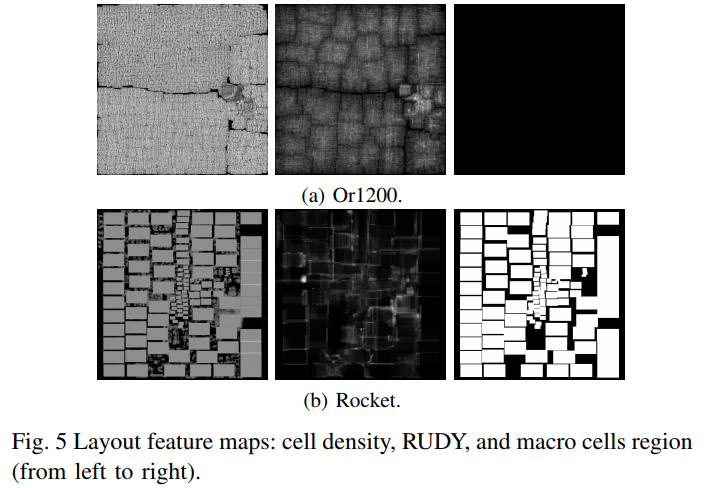 (a) Or1200.
(b) Rocket.
Fig. 5 Layout feature maps: cell density, RUDY, and macro cells region
(from left to right).